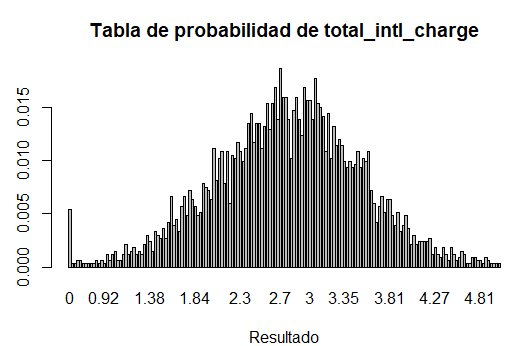 Tabla de probabilidad de total_intl_charge
0.015
0.010
0.005
0.000
0 0.92 1.38 1.84 2.3 2.7 3 3.35 3.81 4.27 4.81
Resultado